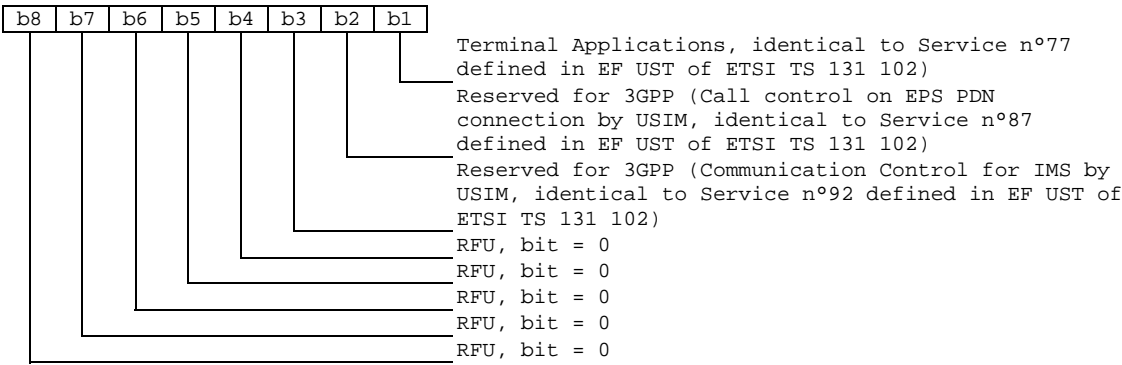 b8 b7 b6 b5 b4 b3 b2 b1
Terminal Applications, identical to Service nº77
defined in EF UST of ETSI TS 131 102)
Reserved for 3GPP (Call control on EPS PDN
connection by USIM, identical to Service nº87
defined in EF UST of ETSI TS 131 102)
Reserved for 3GPP (Communication Control for IMS by
USIM, identical to Service nº92 defined in EF UST of
ETSI TS 131 102)
RFU, bit = 0
RFU, bit = 0
RFU, bit = 0
RFU, bit = 0
RFU, bit = 0